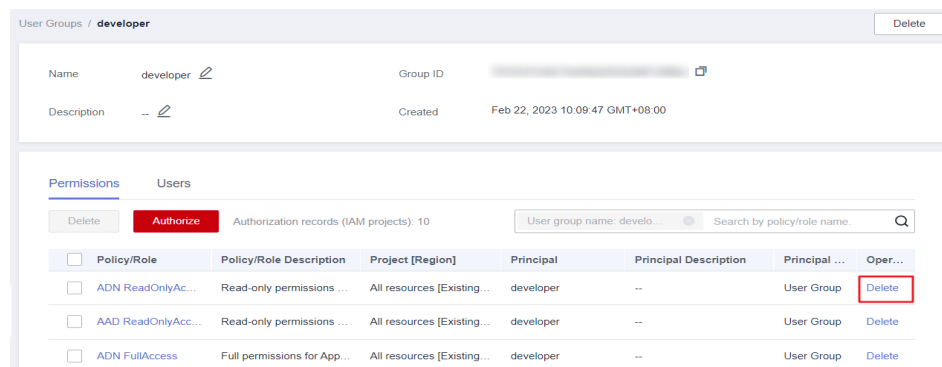 User Groups / developer Delete
Name developer Group ID
Description -- Created Feb 22, 2023 10:09:47 GMT+08:00
Permissions Users
Delete Authorize Authorization records (IAM projects): 10 User group name: develo... Search by policy/role name.
Policy/Role Policy/Role Description Project [Region] Principal Principal Description Principal ... Oper...
ADN ReadOnlyAc... Read-only permissions ... All resources [Existing... developer -- User Group Delete
AAD ReadOnlyAcc... Read-only permissions ... All resources [Existing... developer -- User Group Delete
ADN FullAccess Full permissions for App... All resources [Existing... developer -- User Group Delete